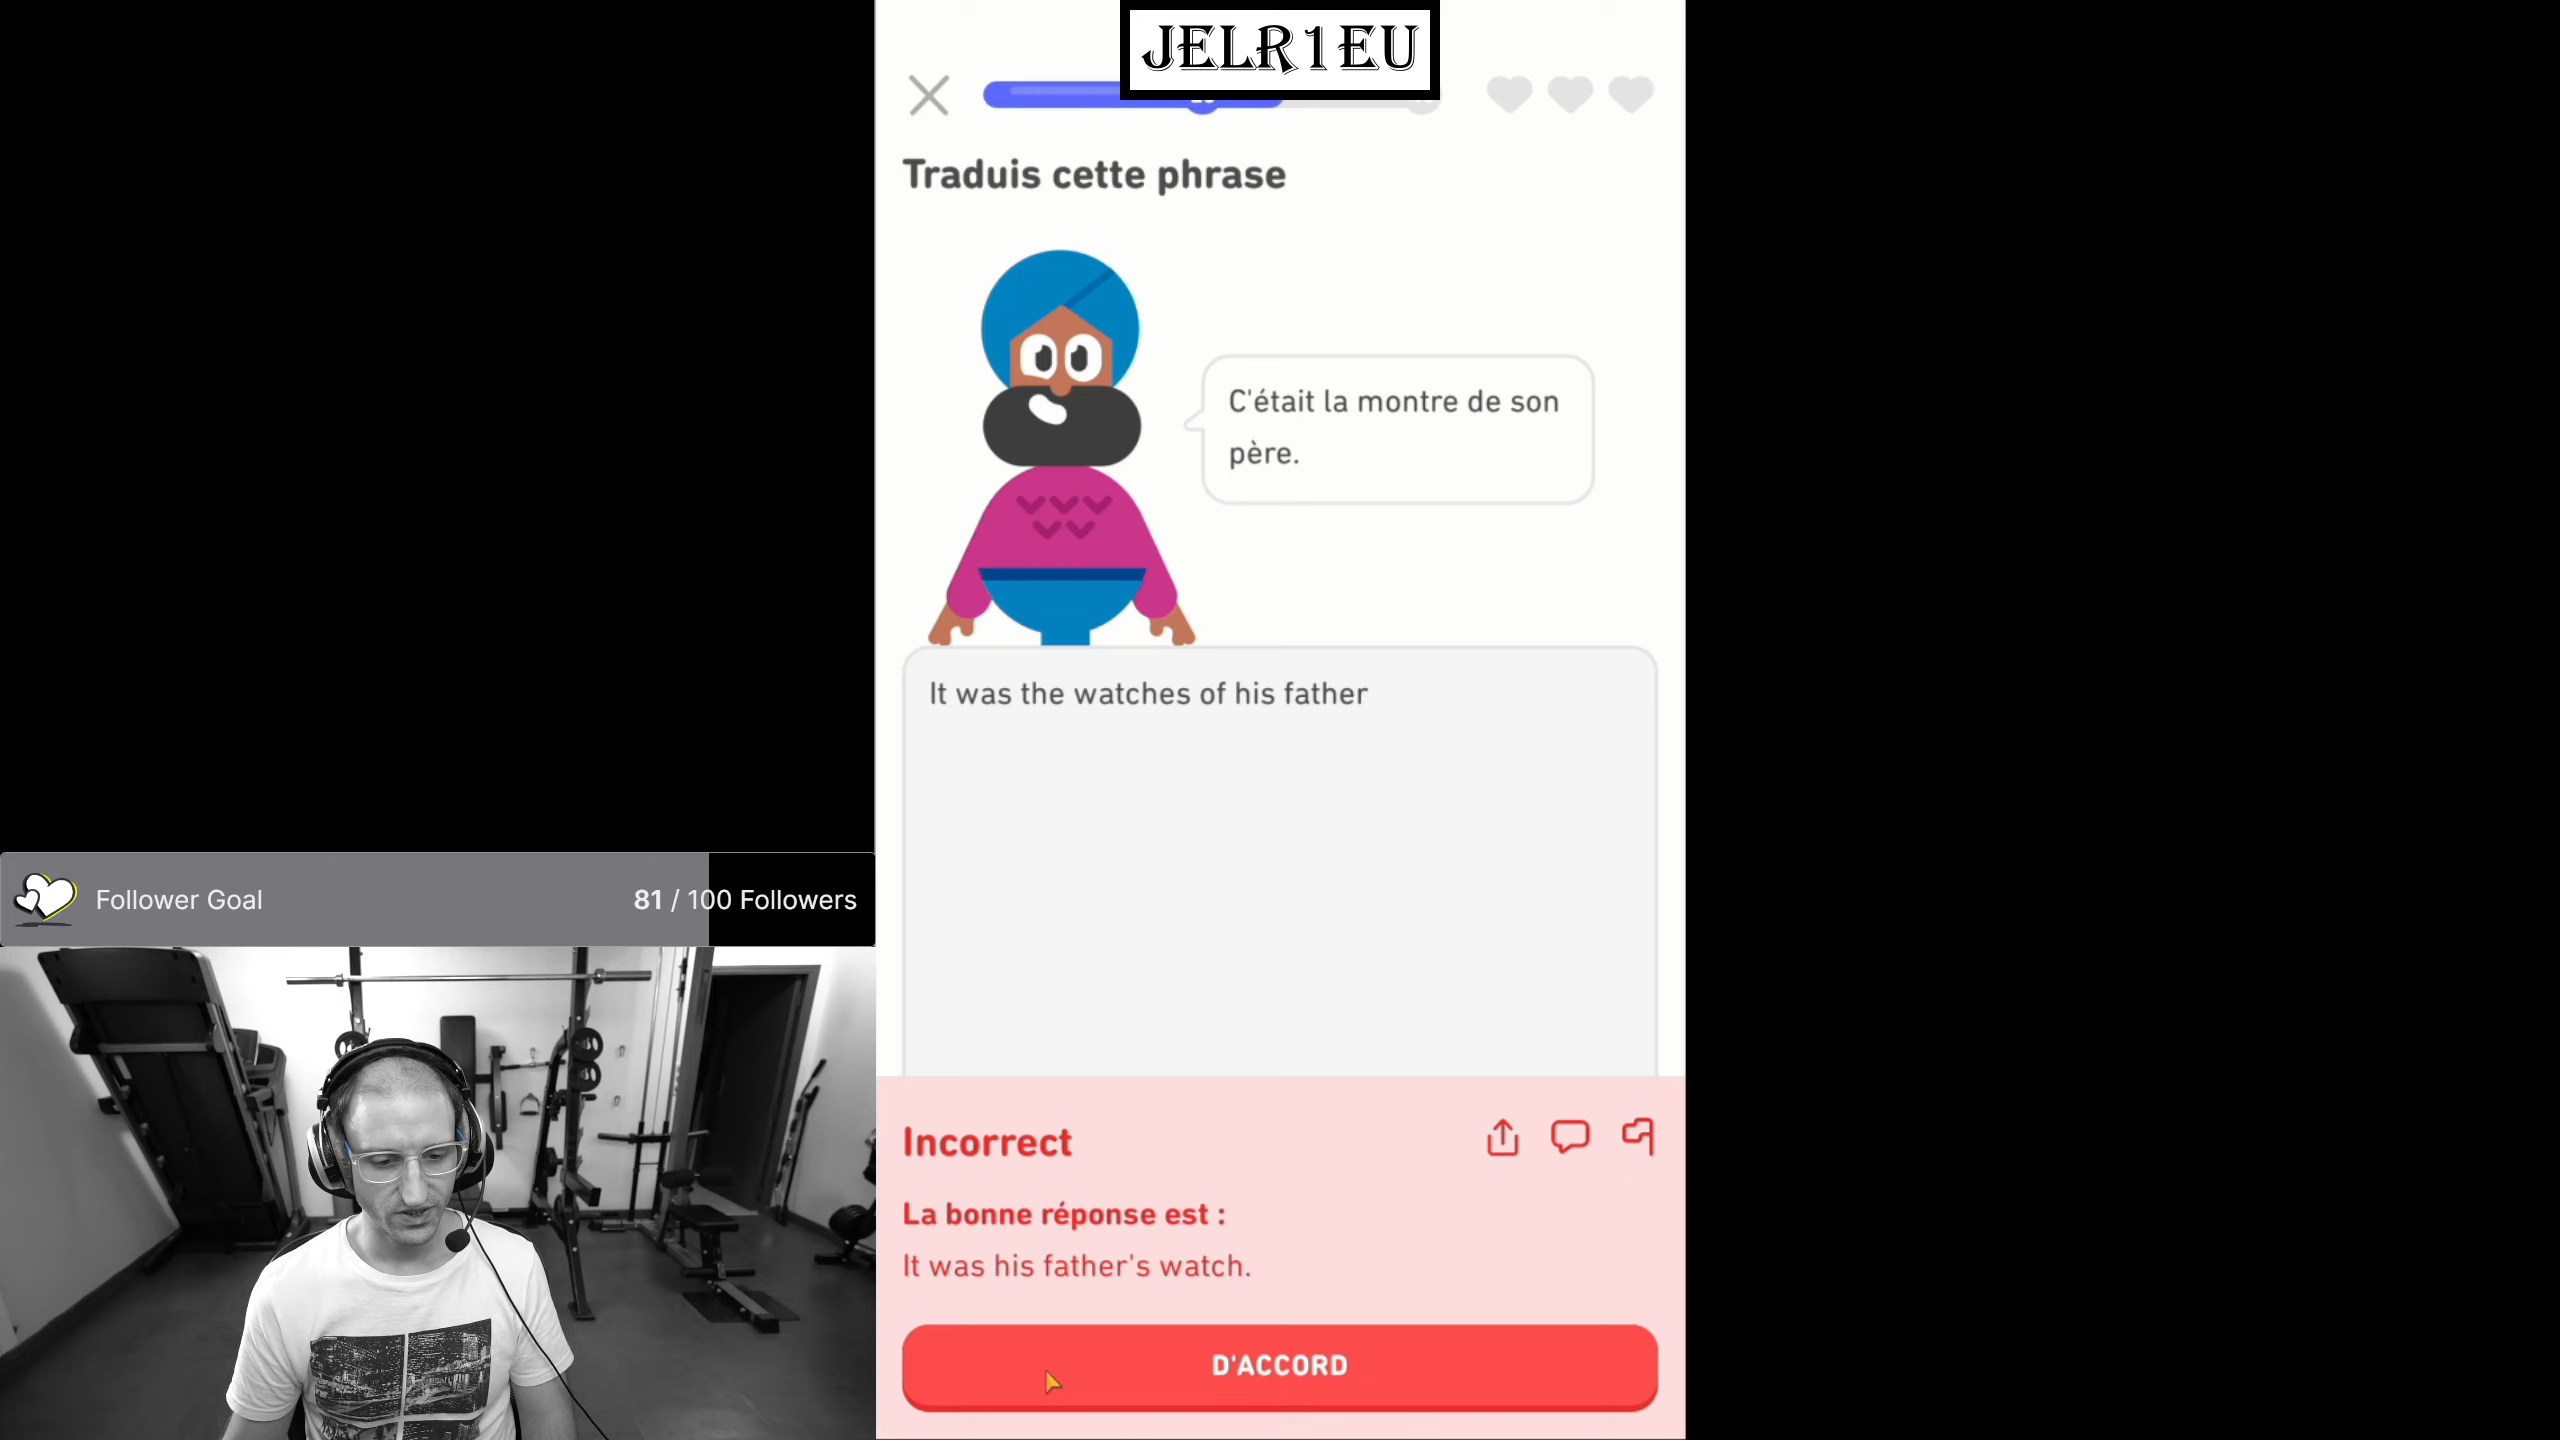 JELR1EU
Traduis cette phrase
C'était la montre de son
père.
It was the watches of his father
Follower Goal
81 / 100 Followers
Incorrect
La bonne réponse est :
It was his father's watch.
D'ACCORD